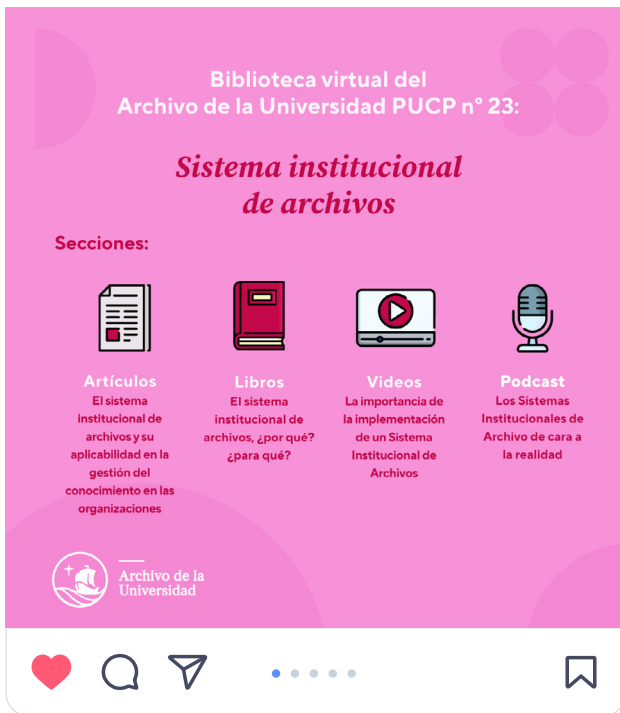 Biblioteca virtual del
Archivo de la Universidad PUCP n° 23:
Sistema institucional
de archivos
Secciones:
Artículos
El sistema
institucional de
archivos y su
aplicabilidad en la
gestión del
conocimiento en las
organizaciones
Libros
El sistema
institucional de
archivos, ¿por qué?
¿para qué?
Videos
La importancia de
la implementación
de un Sistema
Institucional de
Archivos
Podcast
Los Sistemas
Institucionales de
Archivo de cara a
la realidad
Archivo de la
Universidad